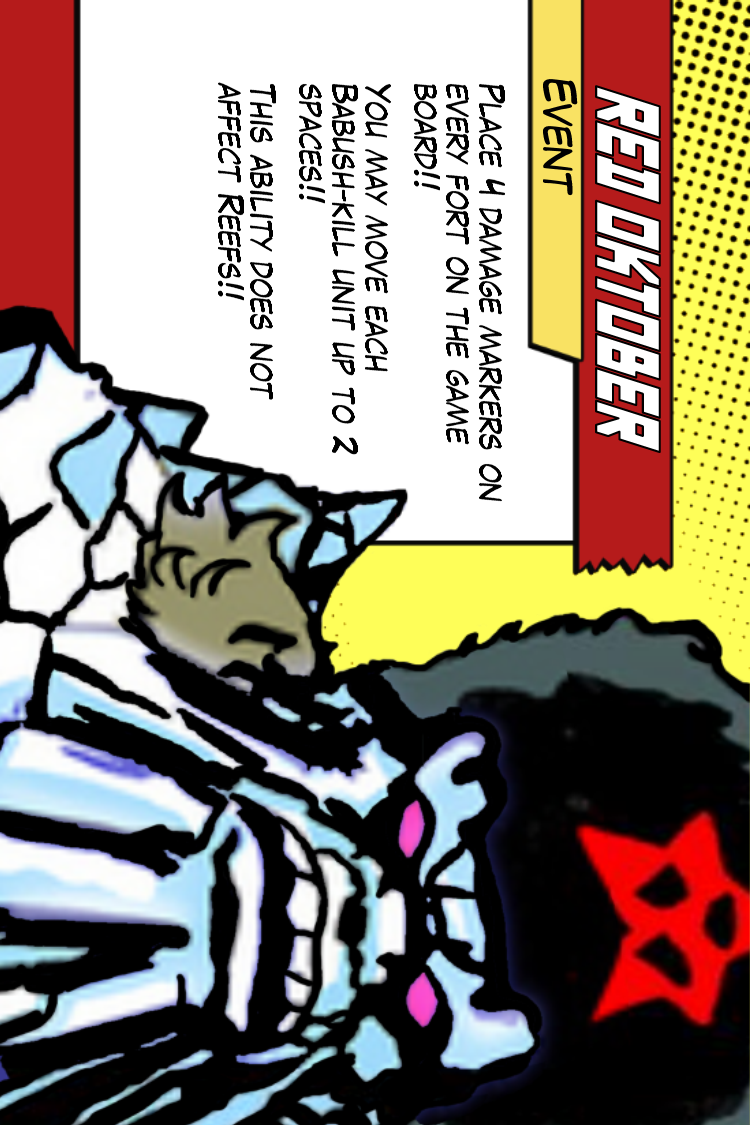 RED OKTOBER
EVENT
PLACE 4 DAMAGE MARKERS ON
EVERY FORT ON THE GAME
BOARD!!
YOU MAY MOVE EACH
BABUSH-KILL UNIT UP TO 2
SPACES!!
THIS ABILITY DOES NOT
AFFECT REEFS!!